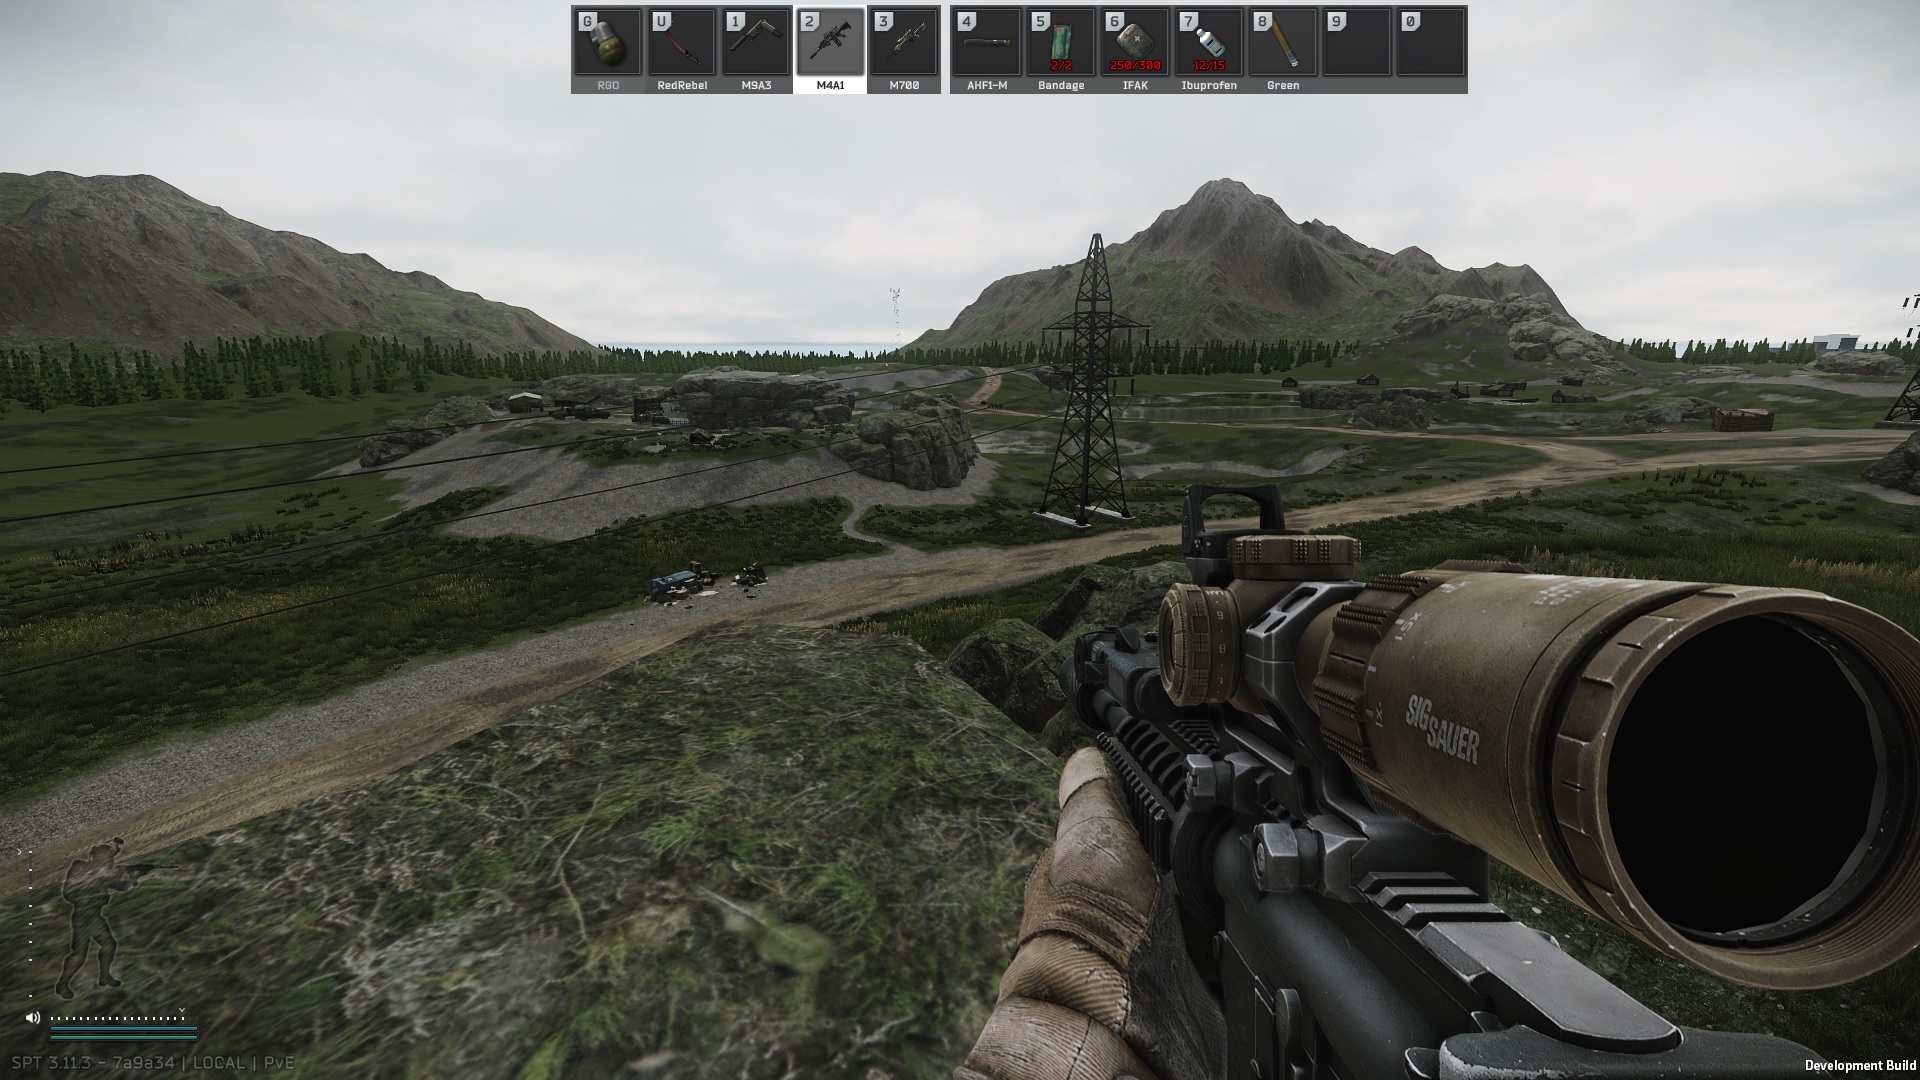 G U 1 2 3 4 5 6 7 8 9 0
2/2 250/300 12/15
RGO RedRebel M9A3 M4A1 M700 AHF1-M Bandage IFAK Ibuprofen Green
SIG SAUER
SPT 3.11.3 - 7a9a34 | LOCAL | PvE
Development Build